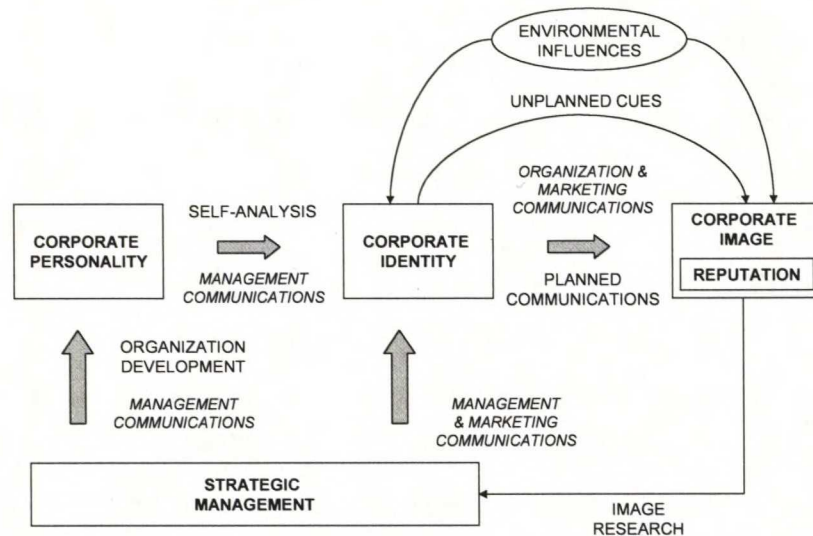 ENVIRONMENTAL
INFLUENCES
UNPLANNED CUES
ORGANIZATION &
MARKETING
COMMUNICATIONS
SELF-ANALYSIS
CORPORATE
PERSONALITY
MANAGEMENT
COMMUNICATIONS
CORPORATE
IDENTITY
PLANNED
COMMUNICATIONS
CORPORATE
IMAGE
REPUTATION
ORGANIZATION
DEVELOPMENT
MANAGEMENT
COMMUNICATIONS
MANAGEMENT
& MARKETING
COMMUNICATIONS
STRATEGIC
MANAGEMENT
IMAGE
RESEARCH